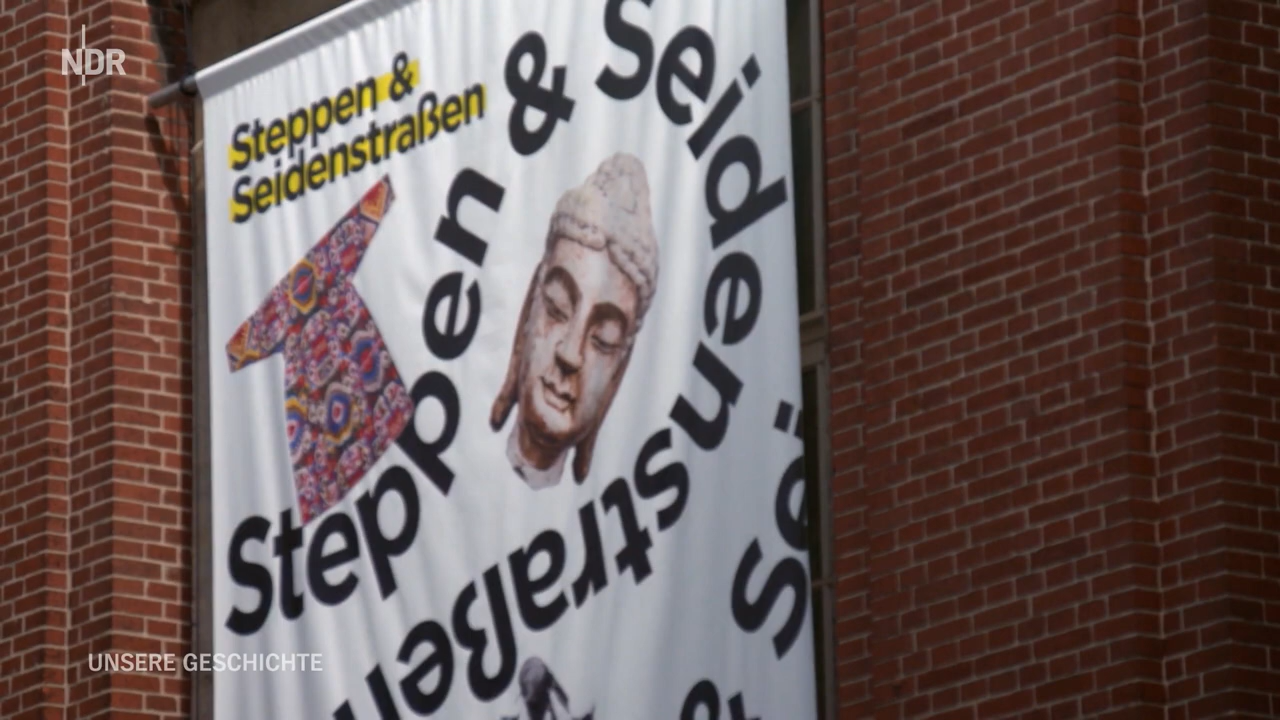 NDR
Steppen &
Seidenstraßen
Steppen & Seidenstraßen
&
UNSERE GESCHICHTE